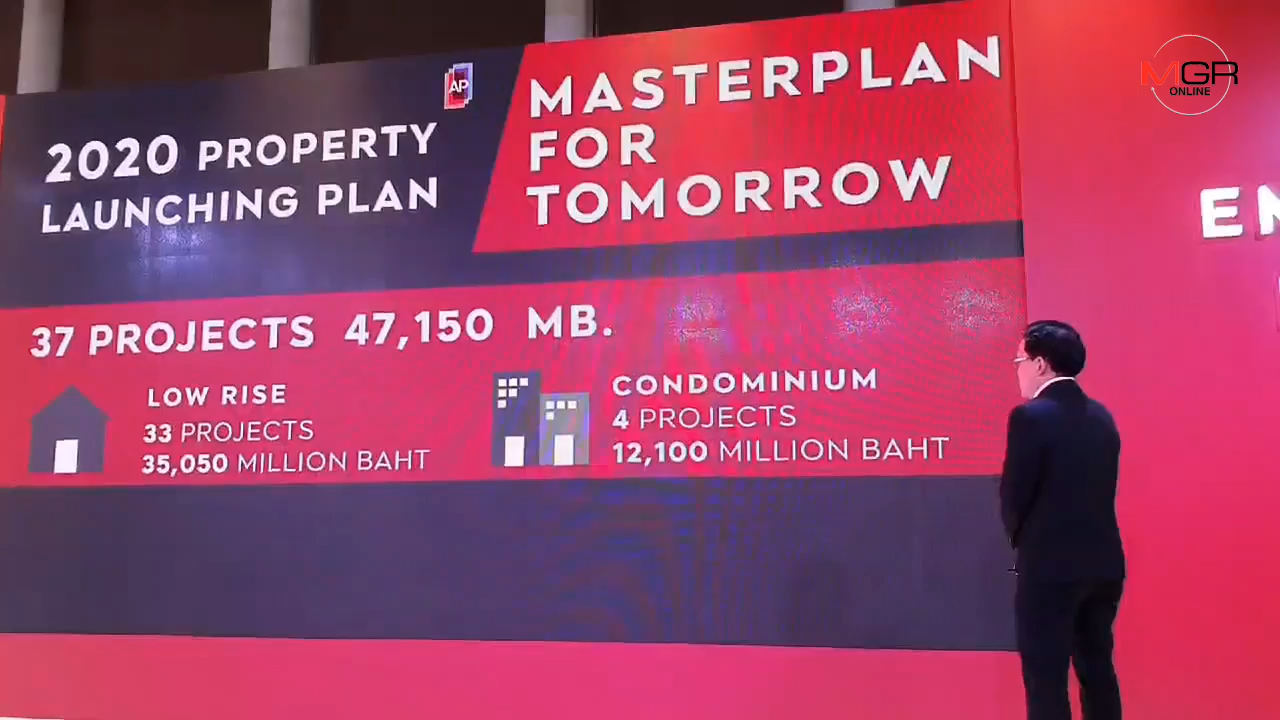 MGR
ONLINE
AP
2020 PROPERTY
LAUNCHING PLAN
MASTERPLAN
FOR
TOMORROW
37 PROJECTS 47,150 MB.
LOW RISE
33 PROJECTS
35,050 MILLION BAHT
CONDOMINIUM
4 PROJECTS
12,100 MILLION BAHT